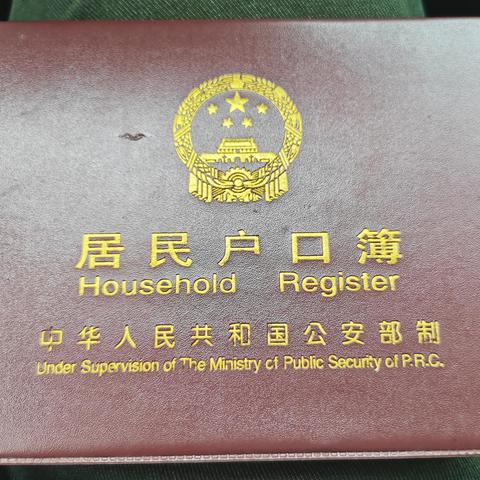 居民户口簿
Household Register
中华人民共和国公安部制
Under Supervision of The Ministry of Public Security of P.R.C.